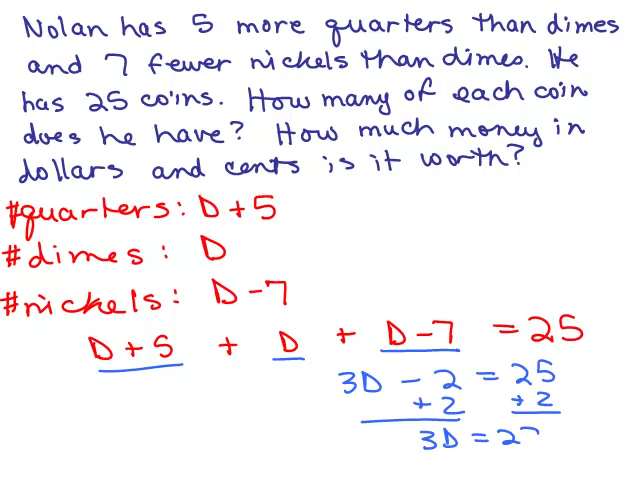 Nolan has 5 more quarters than dimes
and 7 fewer nickels than dimes. He
has 25 coins. How many of each coin
does he have? How much money in
dollars and cents is it worth?
#quarters: D + 5
#dimes: D
#nickels: D - 7
D + 5 + D + D - 7 = 25
3D - 2 = 25
+ 2 + 2
3D = 27